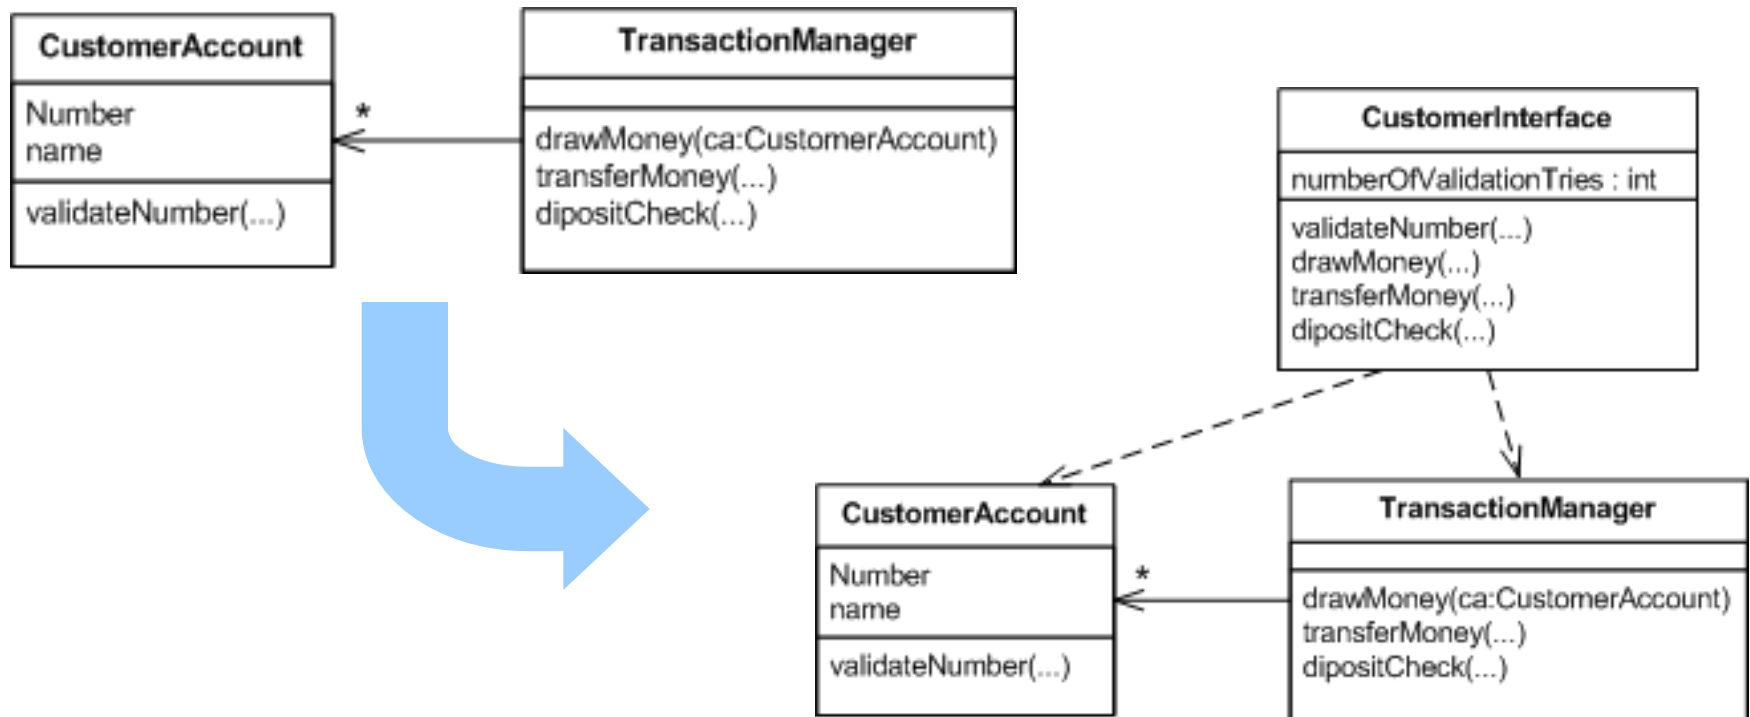 CustomerAccount
Number
name
validateNumber(...)
*
TransactionManager
drawMoney(ca:CustomerAccount)
transferMoney(...)
dipositCheck(...)
CustomerInterface
numberOfValidationTries : int
validateNumber(...)
drawMoney(...)
transferMoney(...)
dipositCheck(...)
CustomerAccount
Number
name
validateNumber(...)
*
TransactionManager
drawMoney(ca:CustomerAccount)
transferMoney(...)
dipositCheck(...)